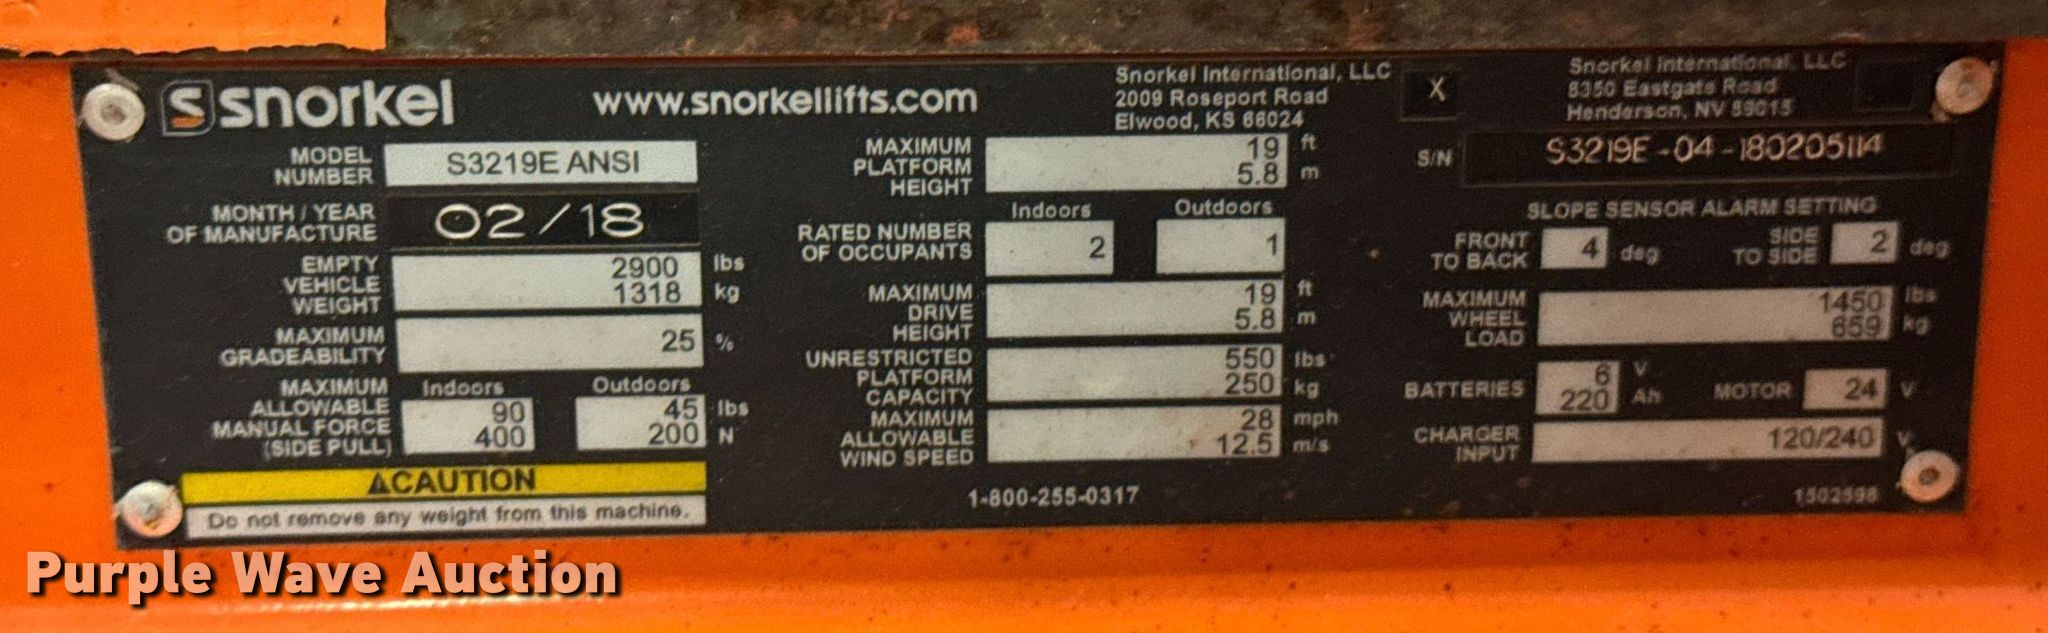 snorkel
www.snorkellifts.com
Snorkel International, LLC
2009 Roseport Road
Elwood, KS 66024
X
Snorkel International, LLC
8350 Eastgate Road
Henderson, NV 89015
MODEL NUMBER S3219E ANSI
MONTH / YEAR OF MANUFACTURE 02/18
EMPTY VEHICLE WEIGHT 2900 lbs
1318 kg
MAXIMUM GRADEABILITY 25 %
MAXIMUM ALLOWABLE MANUAL FORCE (SIDE PULL)
Indoors Outdoors
90 45 lbs
400 200 N
⚠CAUTION
Do not remove any weight from this machine.
MAXIMUM PLATFORM HEIGHT 19 ft
5.8 m
Indoors Outdoors
RATED NUMBER OF OCCUPANTS 2 1
MAXIMUM DRIVE HEIGHT 19 ft
5.8 m
UNRESTRICTED PLATFORM CAPACITY 550 lbs
250 kg
MAXIMUM ALLOWABLE WIND SPEED 28 mph
12.5 m/s
1-800-255-0317
S/N S3219E-04-180205114
SLOPE SENSOR ALARM SETTING
FRONT TO BACK 4 deg SIDE TO SIDE 2 deg
MAXIMUM WHEEL LOAD 1450 lbs
659 kg
BATTERIES 6 V
220 Ah
MOTOR 24 V
CHARGER INPUT 120/240 V
Purple Wave Auction